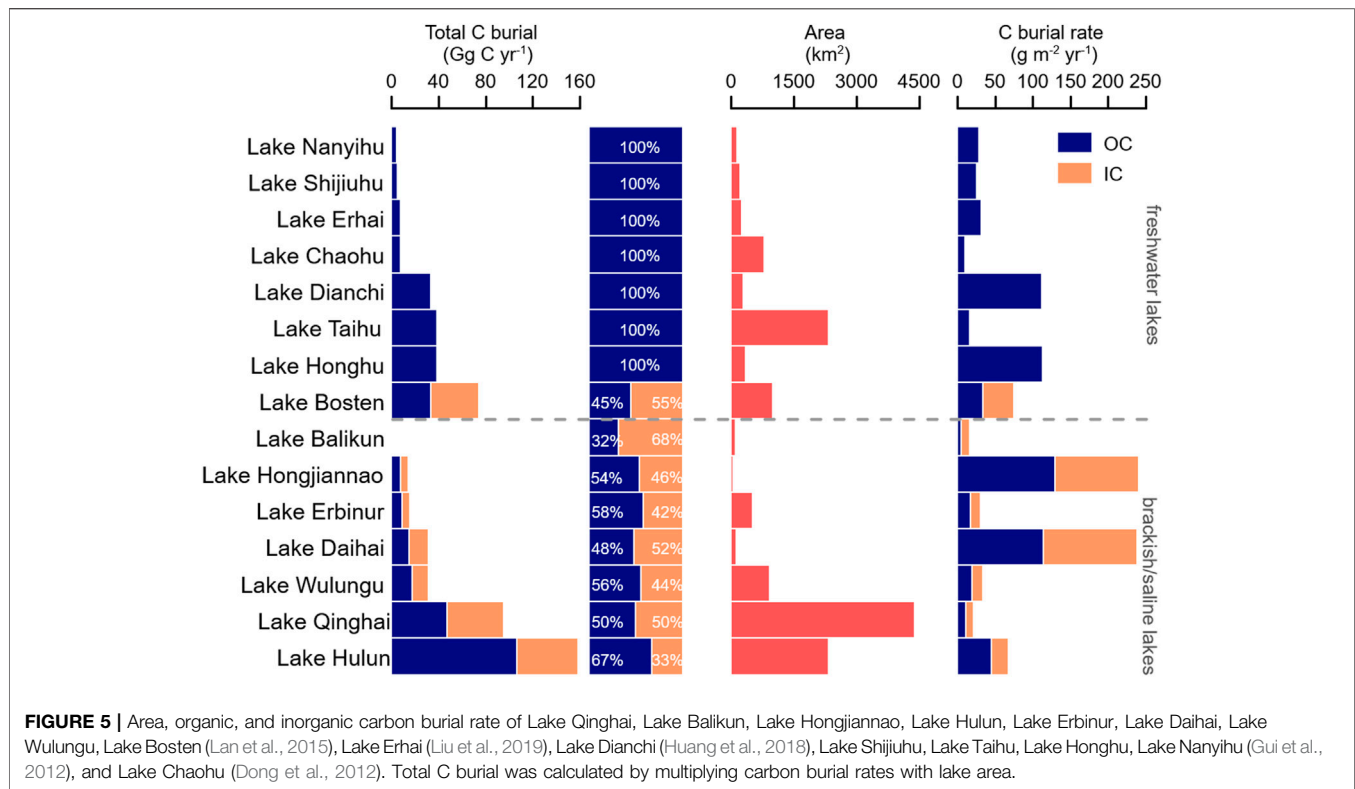 Total C burial
(Gg C yr-1)
Area
(km2)
C burial rate
(g m-2 yr-1)
0 40 80 120 160
0 1500 3000 4500
0 50 100 150 200 250
OC
IC
Lake Nanyihu 100%
Lake Shijiuhu 100%
Lake Erhai 100%
Lake Chaohu 100%
Lake Dianchi 100%
Lake Taihu 100%
Lake Honghu 100%
Lake Bosten 45% 55%
freshwater lakes
Lake Balikun 32% 68%
Lake Hongjiannao 54% 46%
Lake Erbinur 58% 42%
Lake Daihai 48% 52%
Lake Wulungu 56% 44%
Lake Qinghai 50% 50%
Lake Hulun 67% 33%
brackish/saline lakes
FIGURE 5 | Area, organic, and inorganic carbon burial rate of Lake Qinghai, Lake Balikun, Lake Hongjiannao, Lake Hulun, Lake Erbinur, Lake Daihai, Lake
Wulungu, Lake Bosten (Lan et al., 2015), Lake Erhai (Liu et al., 2019), Lake Dianchi (Huang et al., 2018), Lake Shijiuhu, Lake Taihu, Lake Honghu, Lake Nanyihu (Gui et al.,
2012), and Lake Chaohu (Dong et al., 2012). Total C burial was calculated by multiplying carbon burial rates with lake area.